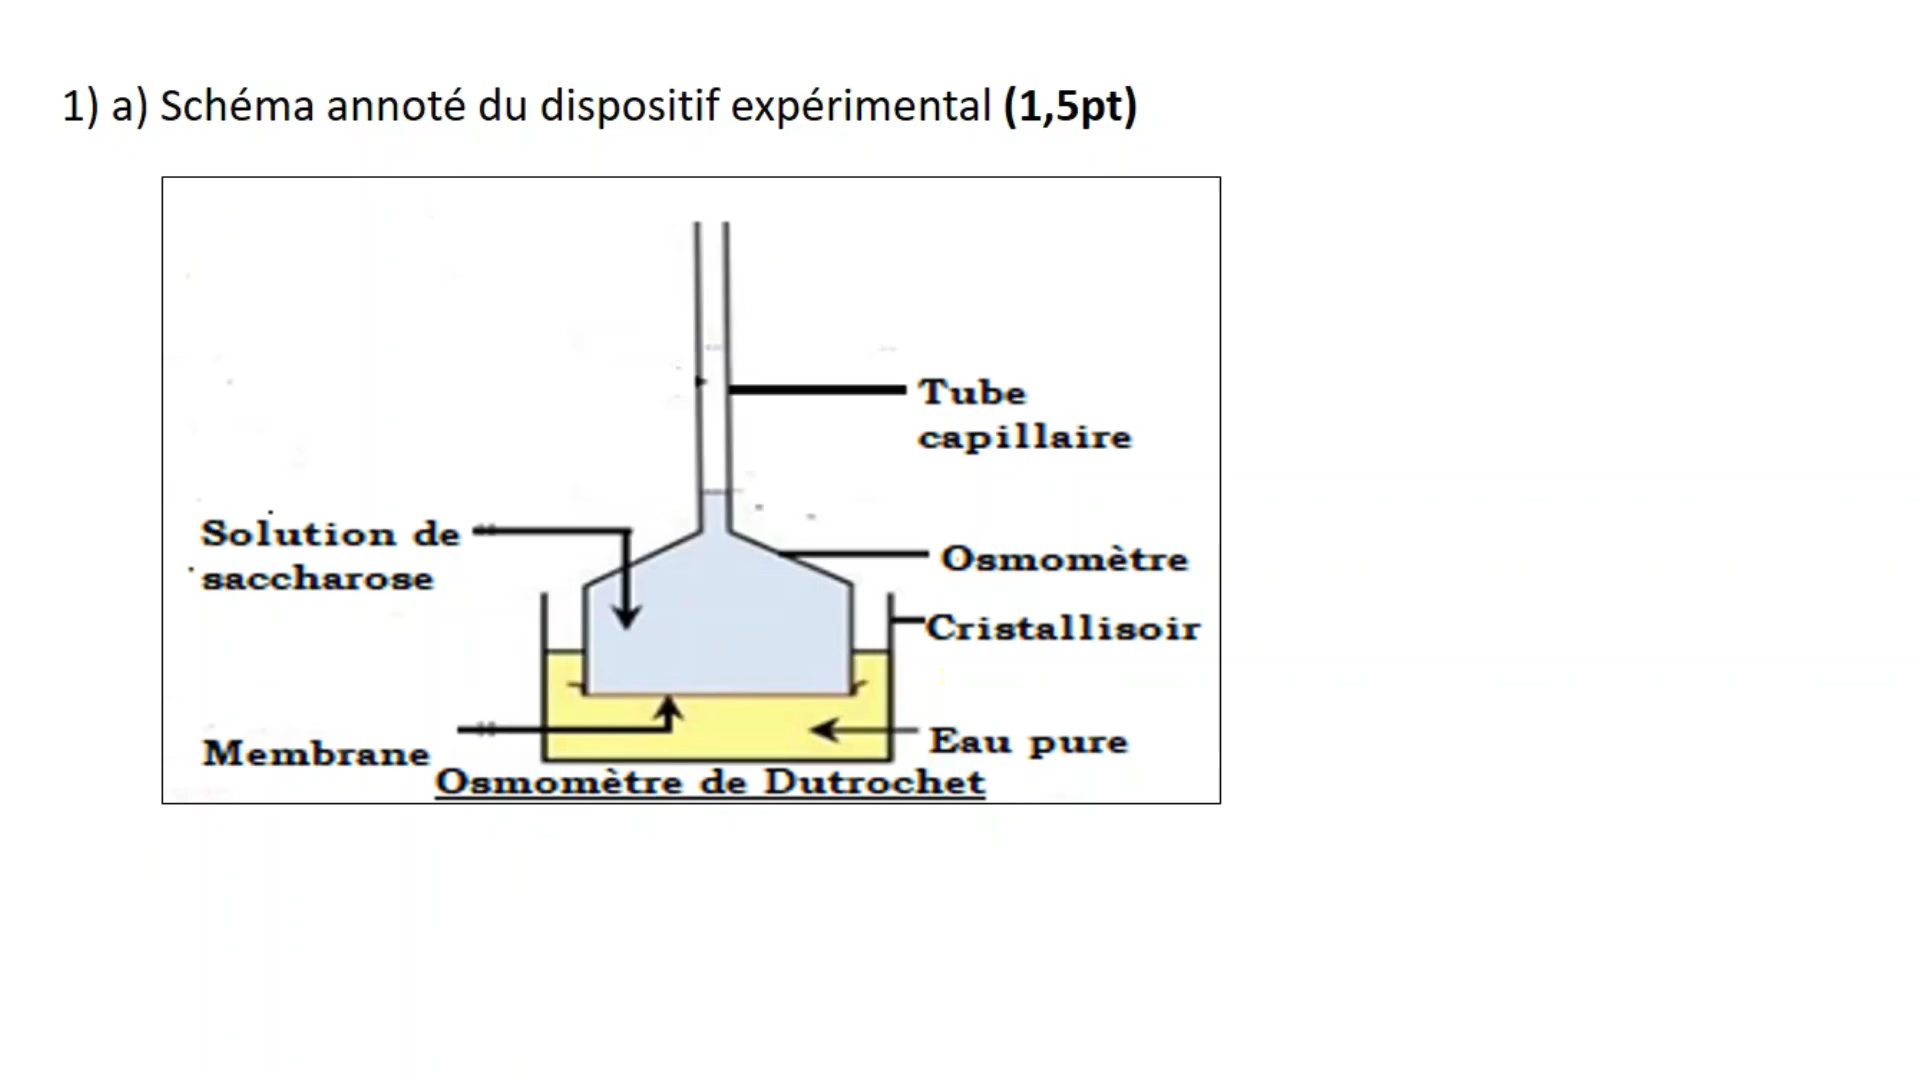 1) a) Schéma annoté du dispositif expérimental (1,5pt)
Tube
capillaire
Solution de
saccharose
Osmomètre
Cristallisoir
Membrane
Eau pure
Osmomètre de Dutrochet